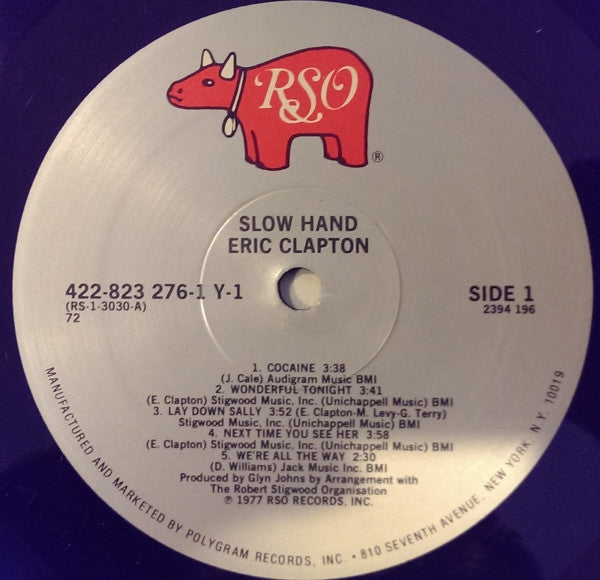 RSO
®
SLOW HAND
ERIC CLAPTON
422-823 276-1 Y-1
(RS-1-3030-A)
72
SIDE 1
2394 196
1. COCAINE 3:38
(J. Cale) Audigram Music BMI
2. WONDERFUL TONIGHT 3:41
(E. Clapton) Stigwood Music, Inc. (Unichappell Music) BMI
3. LAY DOWN SALLY 3:52 (E. Clapton-M. Levy-G. Terry)
Stigwood Music, Inc. (Unichappell Music) BMI
4. NEXT TIME YOU SEE HER 3:58
(E. Clapton) Stigwood Music, Inc. (Unichappell Music) BMI
5. WE'RE ALL THE WAY 2:30
(D. Williams) Jack Music Inc. BMI
Produced by Glyn Johns by Arrangement with
The Robert Stigwood Organisation
℗ 1977 RSO RECORDS, INC.
MANUFACTURED AND MARKETED BY POLYGRAM RECORDS, INC. • 810 SEVENTH AVENUE, NEW YORK, N.Y. 10019